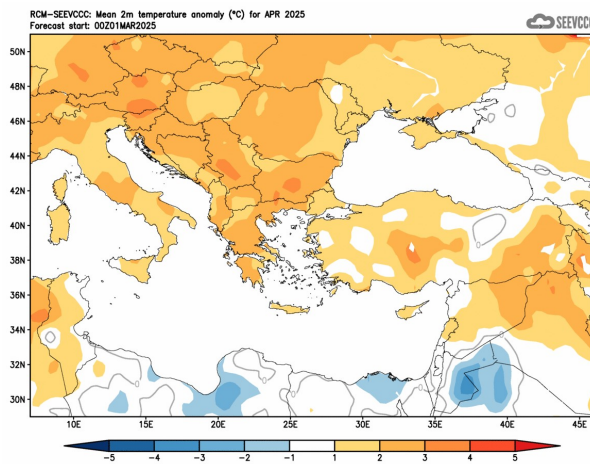 RCM-SEEVCCC: Mean 2m temperature anomaly (°C) for APR 2025
Forecast start: 00Z01MAR2025
SEEVCCC
50N
48N
46N
44N
42N
40N
38N
36N
34N
32N
30N
10E 15E 20E 25E 30E 35E 40E 45E
-5 -4 -3 -2 -1 1 2 3 4 5